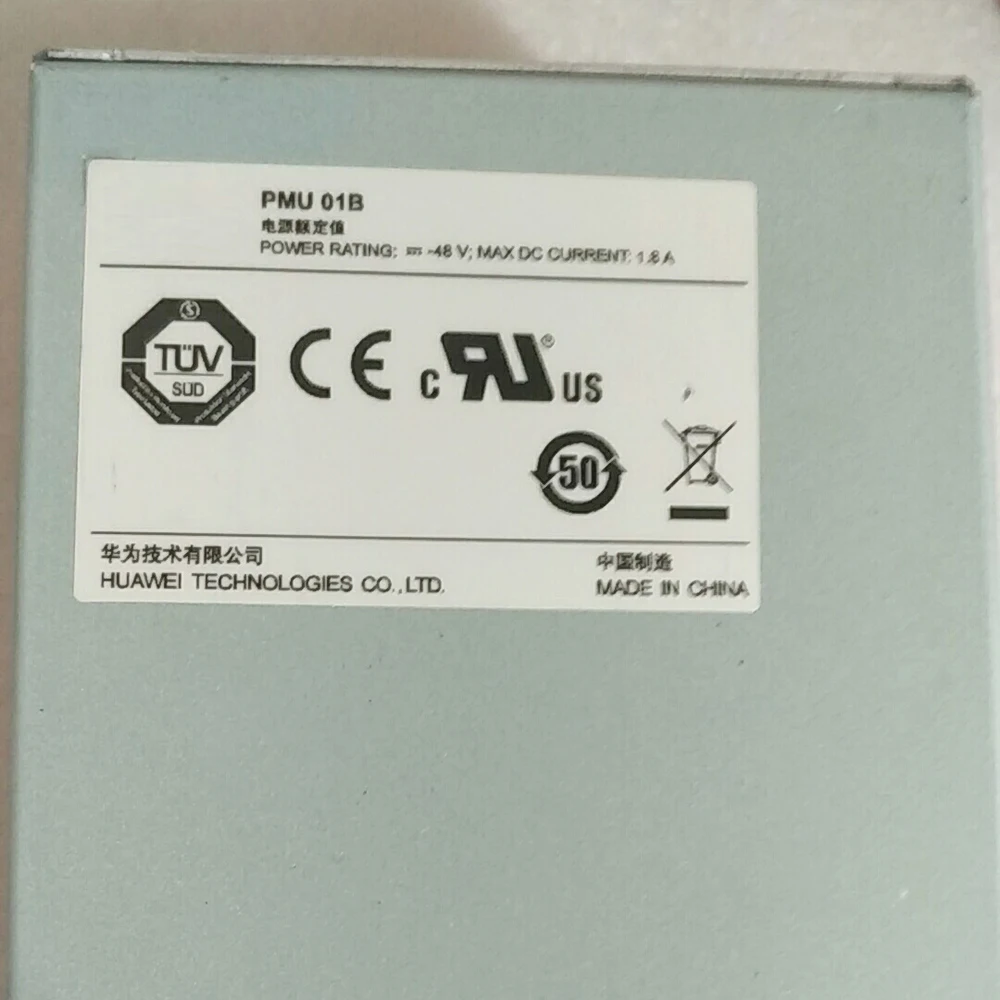 PMU 01B
电源额定值
POWER RATING: ⎓ -48 V; MAX DC CURRENT: 1.8 A
TÜV
SÜD
CE
C RU® US
50
华为技术有限公司
HUAWEI TECHNOLOGIES CO.,LTD.
中国制造
MADE IN CHINA